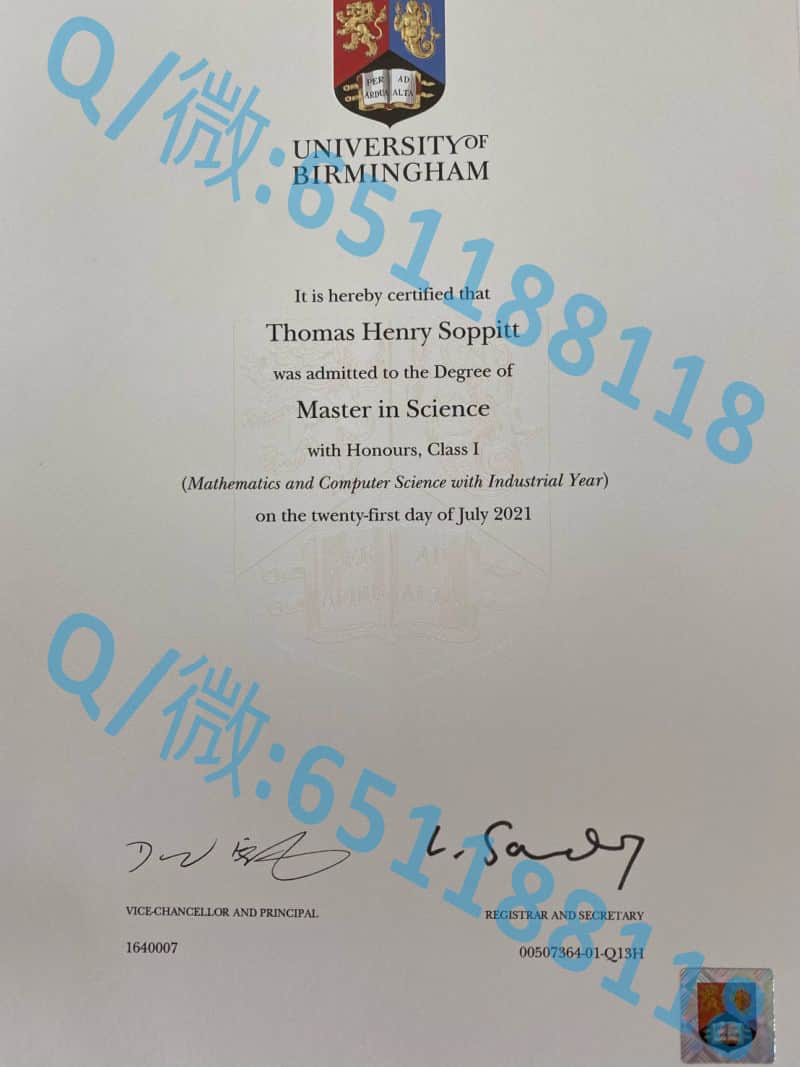 PER AD
ARDUA ALTA
UNIVERSITY OF
BIRMINGHAM
Q/微:651188118
It is hereby certified that
Thomas Henry Soppitt
was admitted to the Degree of
Master in Science
with Honours, Class I
(Mathematics and Computer Science with Industrial Year)
on the twenty-first day of July 2021
Q/微:651188118
L. Sandy
VICE-CHANCELLOR AND PRINCIPAL
REGISTRAR AND SECRETARY
1640007
00507364-01-Q13H